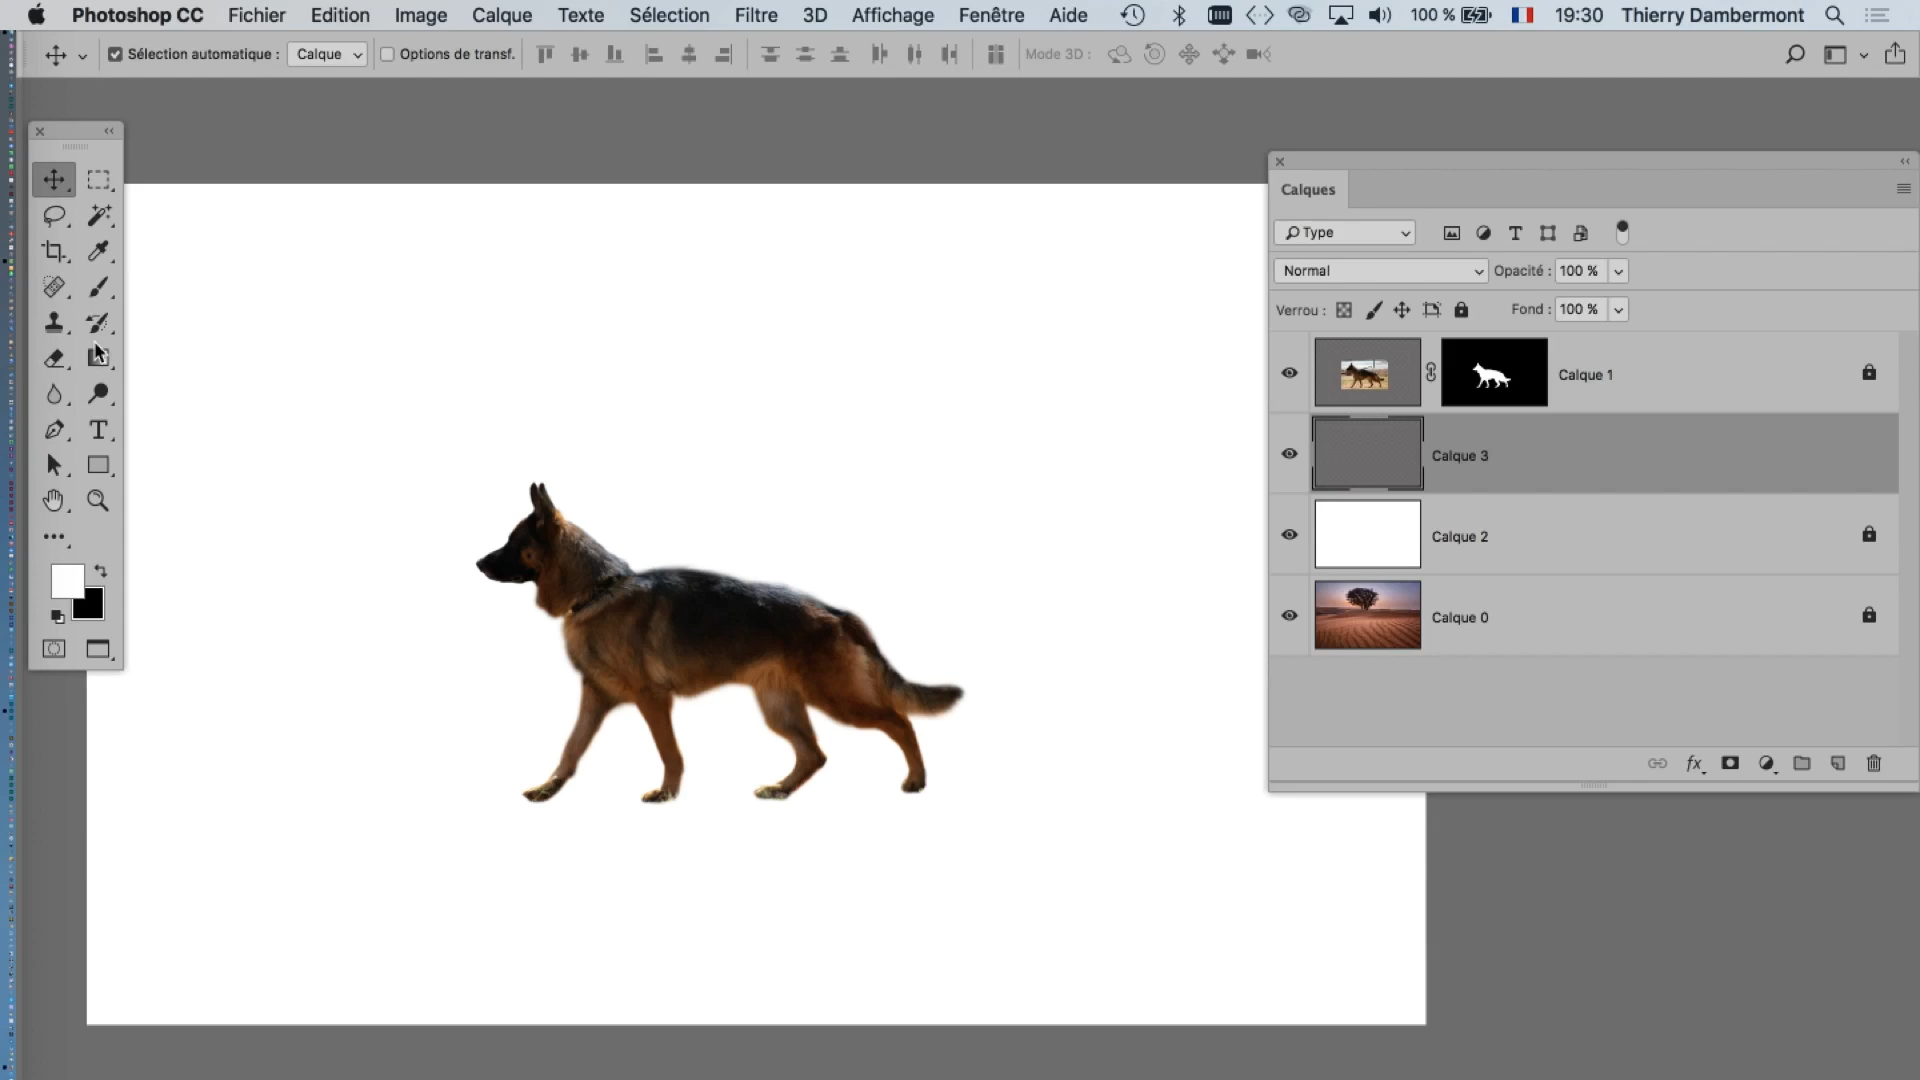 Photoshop CC Fichier Edition Image Calque Texte Sélection Filtre 3D Affichage Fenêtre Aide 100 % 19:30 Thierry Dambermont
Sélection automatique : Calque Options de transf. Mode 3D :
Calques
Type
Normal Opacité : 100 %
Verrou : Fond : 100 %
Calque 1
Calque 3
Calque 2
Calque 0
fx